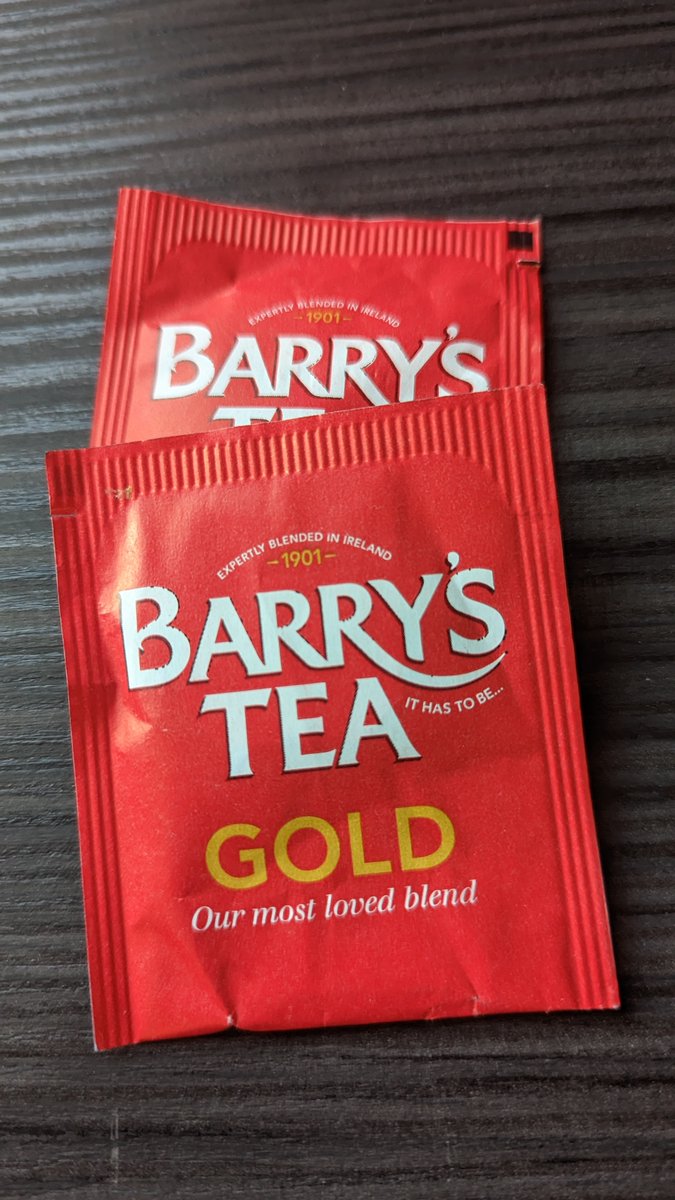 EXPERTLY BLENDED IN IRELAND
-1901-
BARRY'S
TEA
EXPERTLY BLENDED IN IRELAND
-1901-
BARRY'S
TEA
IT HAS TO BE...
GOLD
Our most loved blend